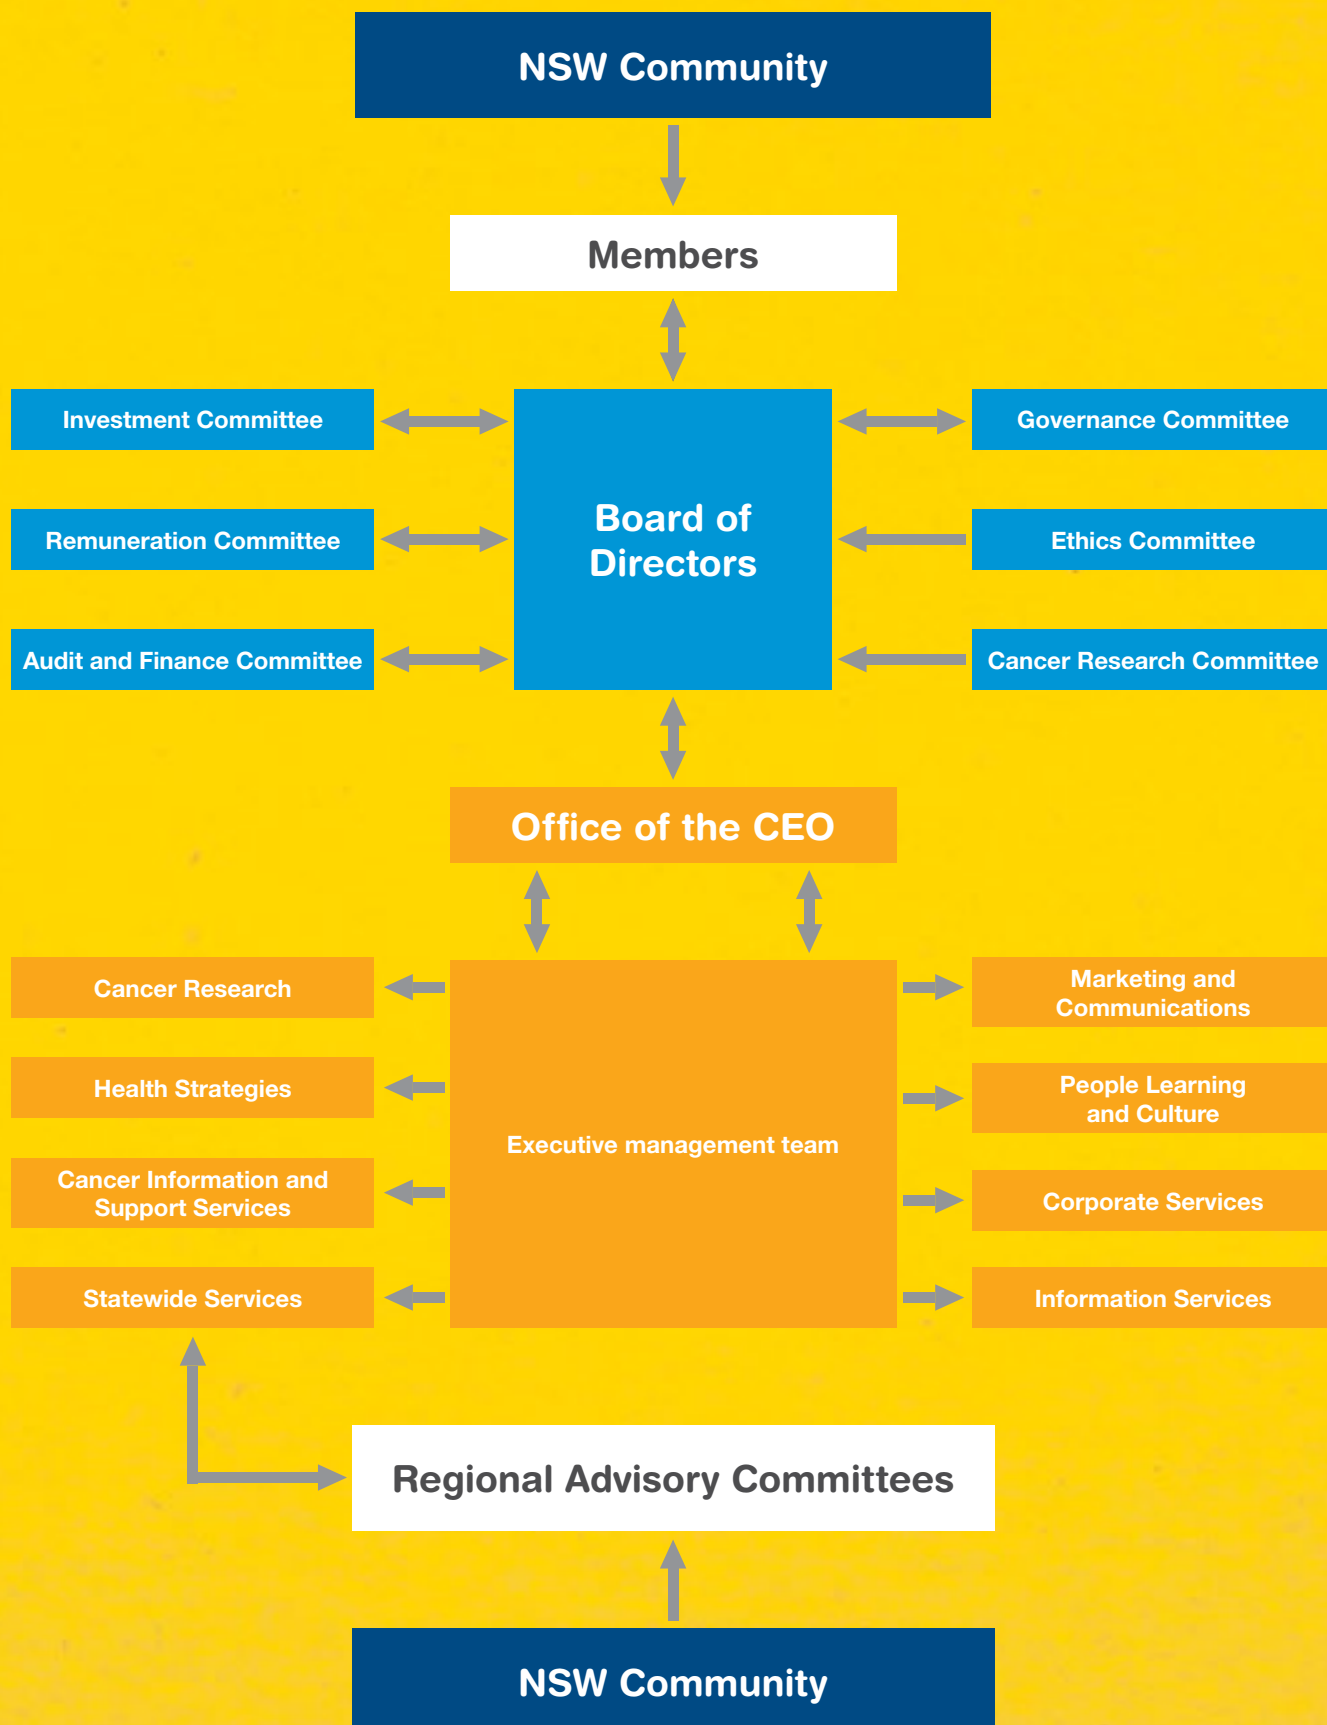 NSW Community
Members
Investment Committee
Governance Committee
Board of
Directors
Remuneration Committee
Ethics Committee
Audit and Finance Committee
Cancer Research Committee
Office of the CEO
Cancer Research
Marketing and
Communications
Health Strategies
People Learning
and Culture
Executive management team
Cancer Information and
Support Services
Corporate Services
Statewide Services
Information Services
Regional Advisory Committees
NSW Community